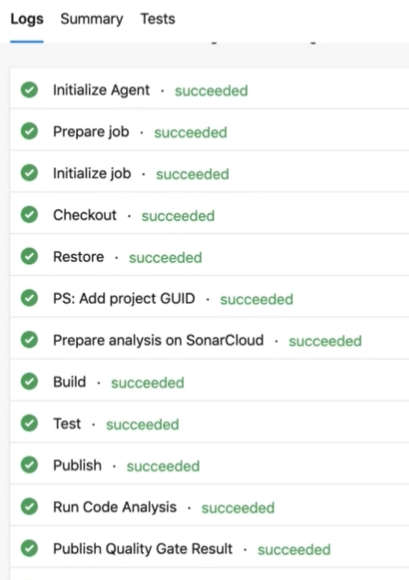 Logs Summary Tests
Initialize Agent · succeeded
Prepare job · succeeded
Initialize job · succeeded
Checkout · succeeded
Restore · succeeded
PS: Add project GUID · succeeded
Prepare analysis on SonarCloud · succeeded
Build · succeeded
Test · succeeded
Publish · succeeded
Run Code Analysis · succeeded
Publish Quality Gate Result · succeeded